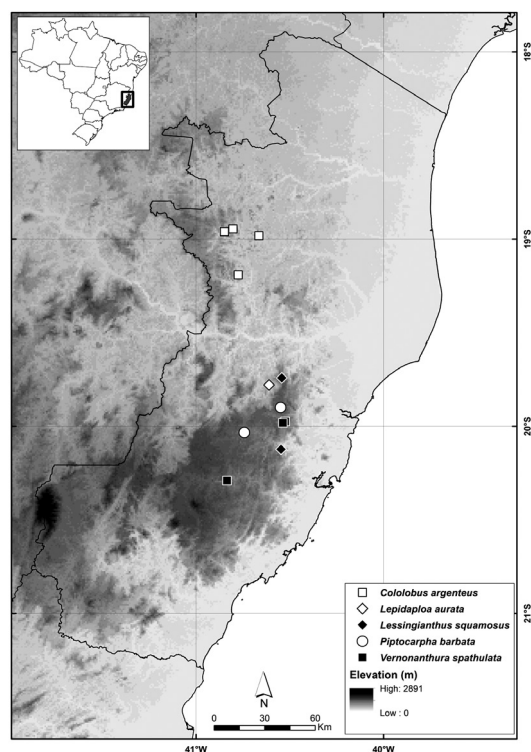 18°S
19°S
20°S
21°S
Cololobus argenteus
Lepidaploa aurata
Lessingianthus squamosus
Piptocarpha barbata
Vernonanthura spathulata
Elevation (m)
High: 2891
Low : 0
N
0 30 60
Km
41°W
40°W